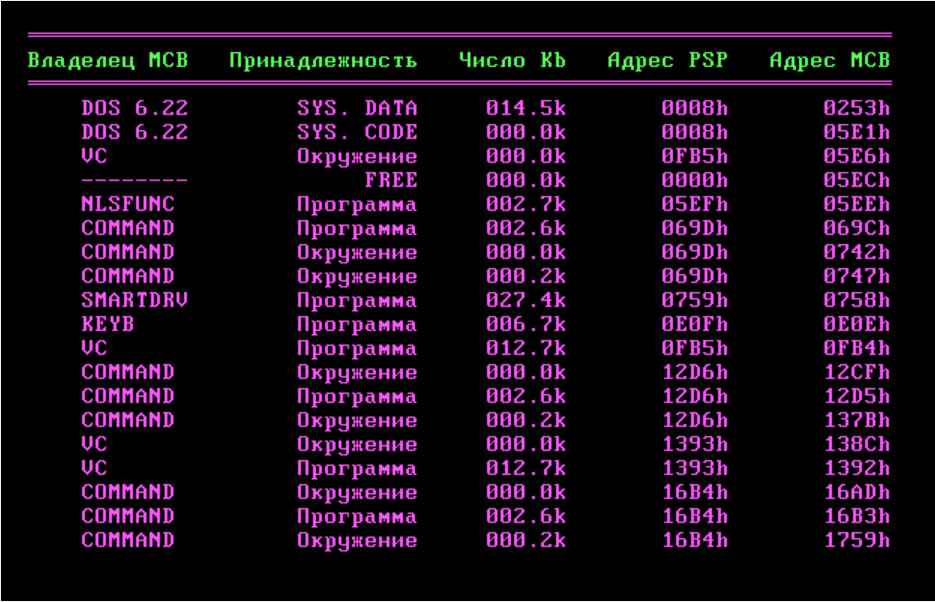 Владелец MCB Принадлежность Число Kb Адрес PSP Адрес MCB
DOS 6.22 SYS. DATA 014.5k 0008h 0253h
DOS 6.22 SYS. CODE 000.0k 0008h 05E1h
VC Окружение 000.0k 0FB5h 05E6h
-------- FREE 000.0k 0000h 05ECh
NLSFUNC Программа 002.7k 05EFh 05EEh
COMMAND Программа 002.6k 069Dh 069Ch
COMMAND Окружение 000.0k 069Dh 0742h
COMMAND Окружение 000.2k 069Dh 0747h
SMARTDRV Программа 027.4k 0759h 0758h
KEYB Программа 006.7k 0E0Fh 0E0Eh
VC Программа 012.7k 0FB5h 0FB4h
COMMAND Окружение 000.0k 12D6h 12CFh
COMMAND Программа 002.6k 12D6h 12D5h
COMMAND Окружение 000.2k 12D6h 137Bh
VC Окружение 000.0k 1393h 138Ch
VC Программа 012.7k 1393h 1392h
COMMAND Окружение 000.0k 16B4h 16ADh
COMMAND Программа 002.6k 16B4h 16B3h
COMMAND Окружение 000.2k 16B4h 1759h